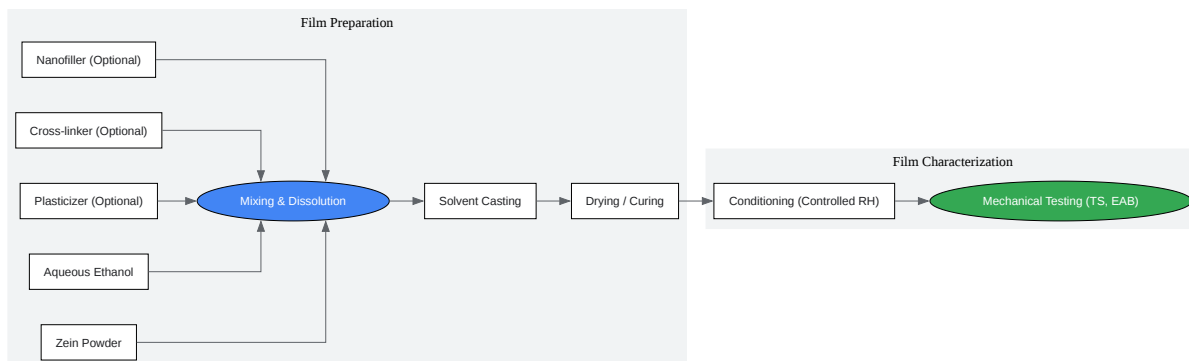 Film Preparation
Nanofiller (Optional)
Cross-linker (Optional)
Plasticizer (Optional)
Aqueous Ethanol
Zein Powder
Mixing & Dissolution
Solvent Casting
Drying / Curing
Film Characterization
Conditioning (Controlled RH)
Mechanical Testing (TS, EAB)